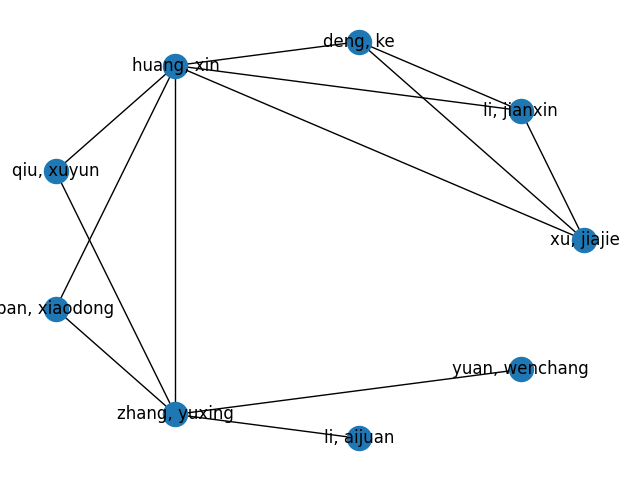 deng, ke
huang, xin
li, jianxin
qiu, xuyun
xu, jiajie
pan, xiaodong
yuan, wenchang
zhang, yuxing
li, aijuan